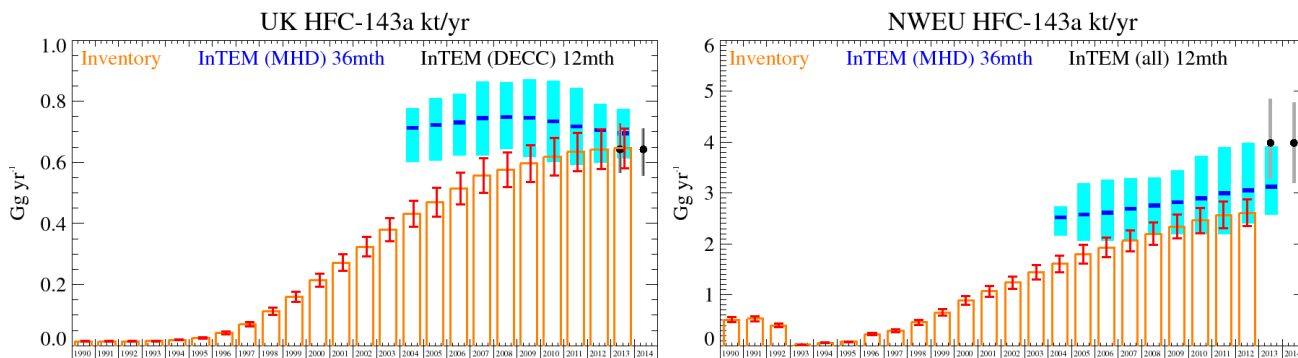 UK HFC-143a kt/yr
1.0
0.8
0.6
0.4
0.2
0.0
Gg yr-1
Inventory InTEM (MHD) 36mth InTEM (DECC) 12mth
1990 1991 1992 1993 1994 1995 1996 1997 1998 1999 2000 2001 2002 2003 2004 2005 2006 2007 2008 2009 2010 2011 2012 2013 2014
NWEU HFC-143a kt/yr
6
5
4
3
2
1
0
Gg yr-1
Inventory InTEM (MHD) 36mth InTEM (all) 12mth
1990 1991 1992 1993 1994 1995 1996 1997 1998 1999 2000 2001 2002 2003 2004 2005 2006 2007 2008 2009 2010 2011 2012 201 201